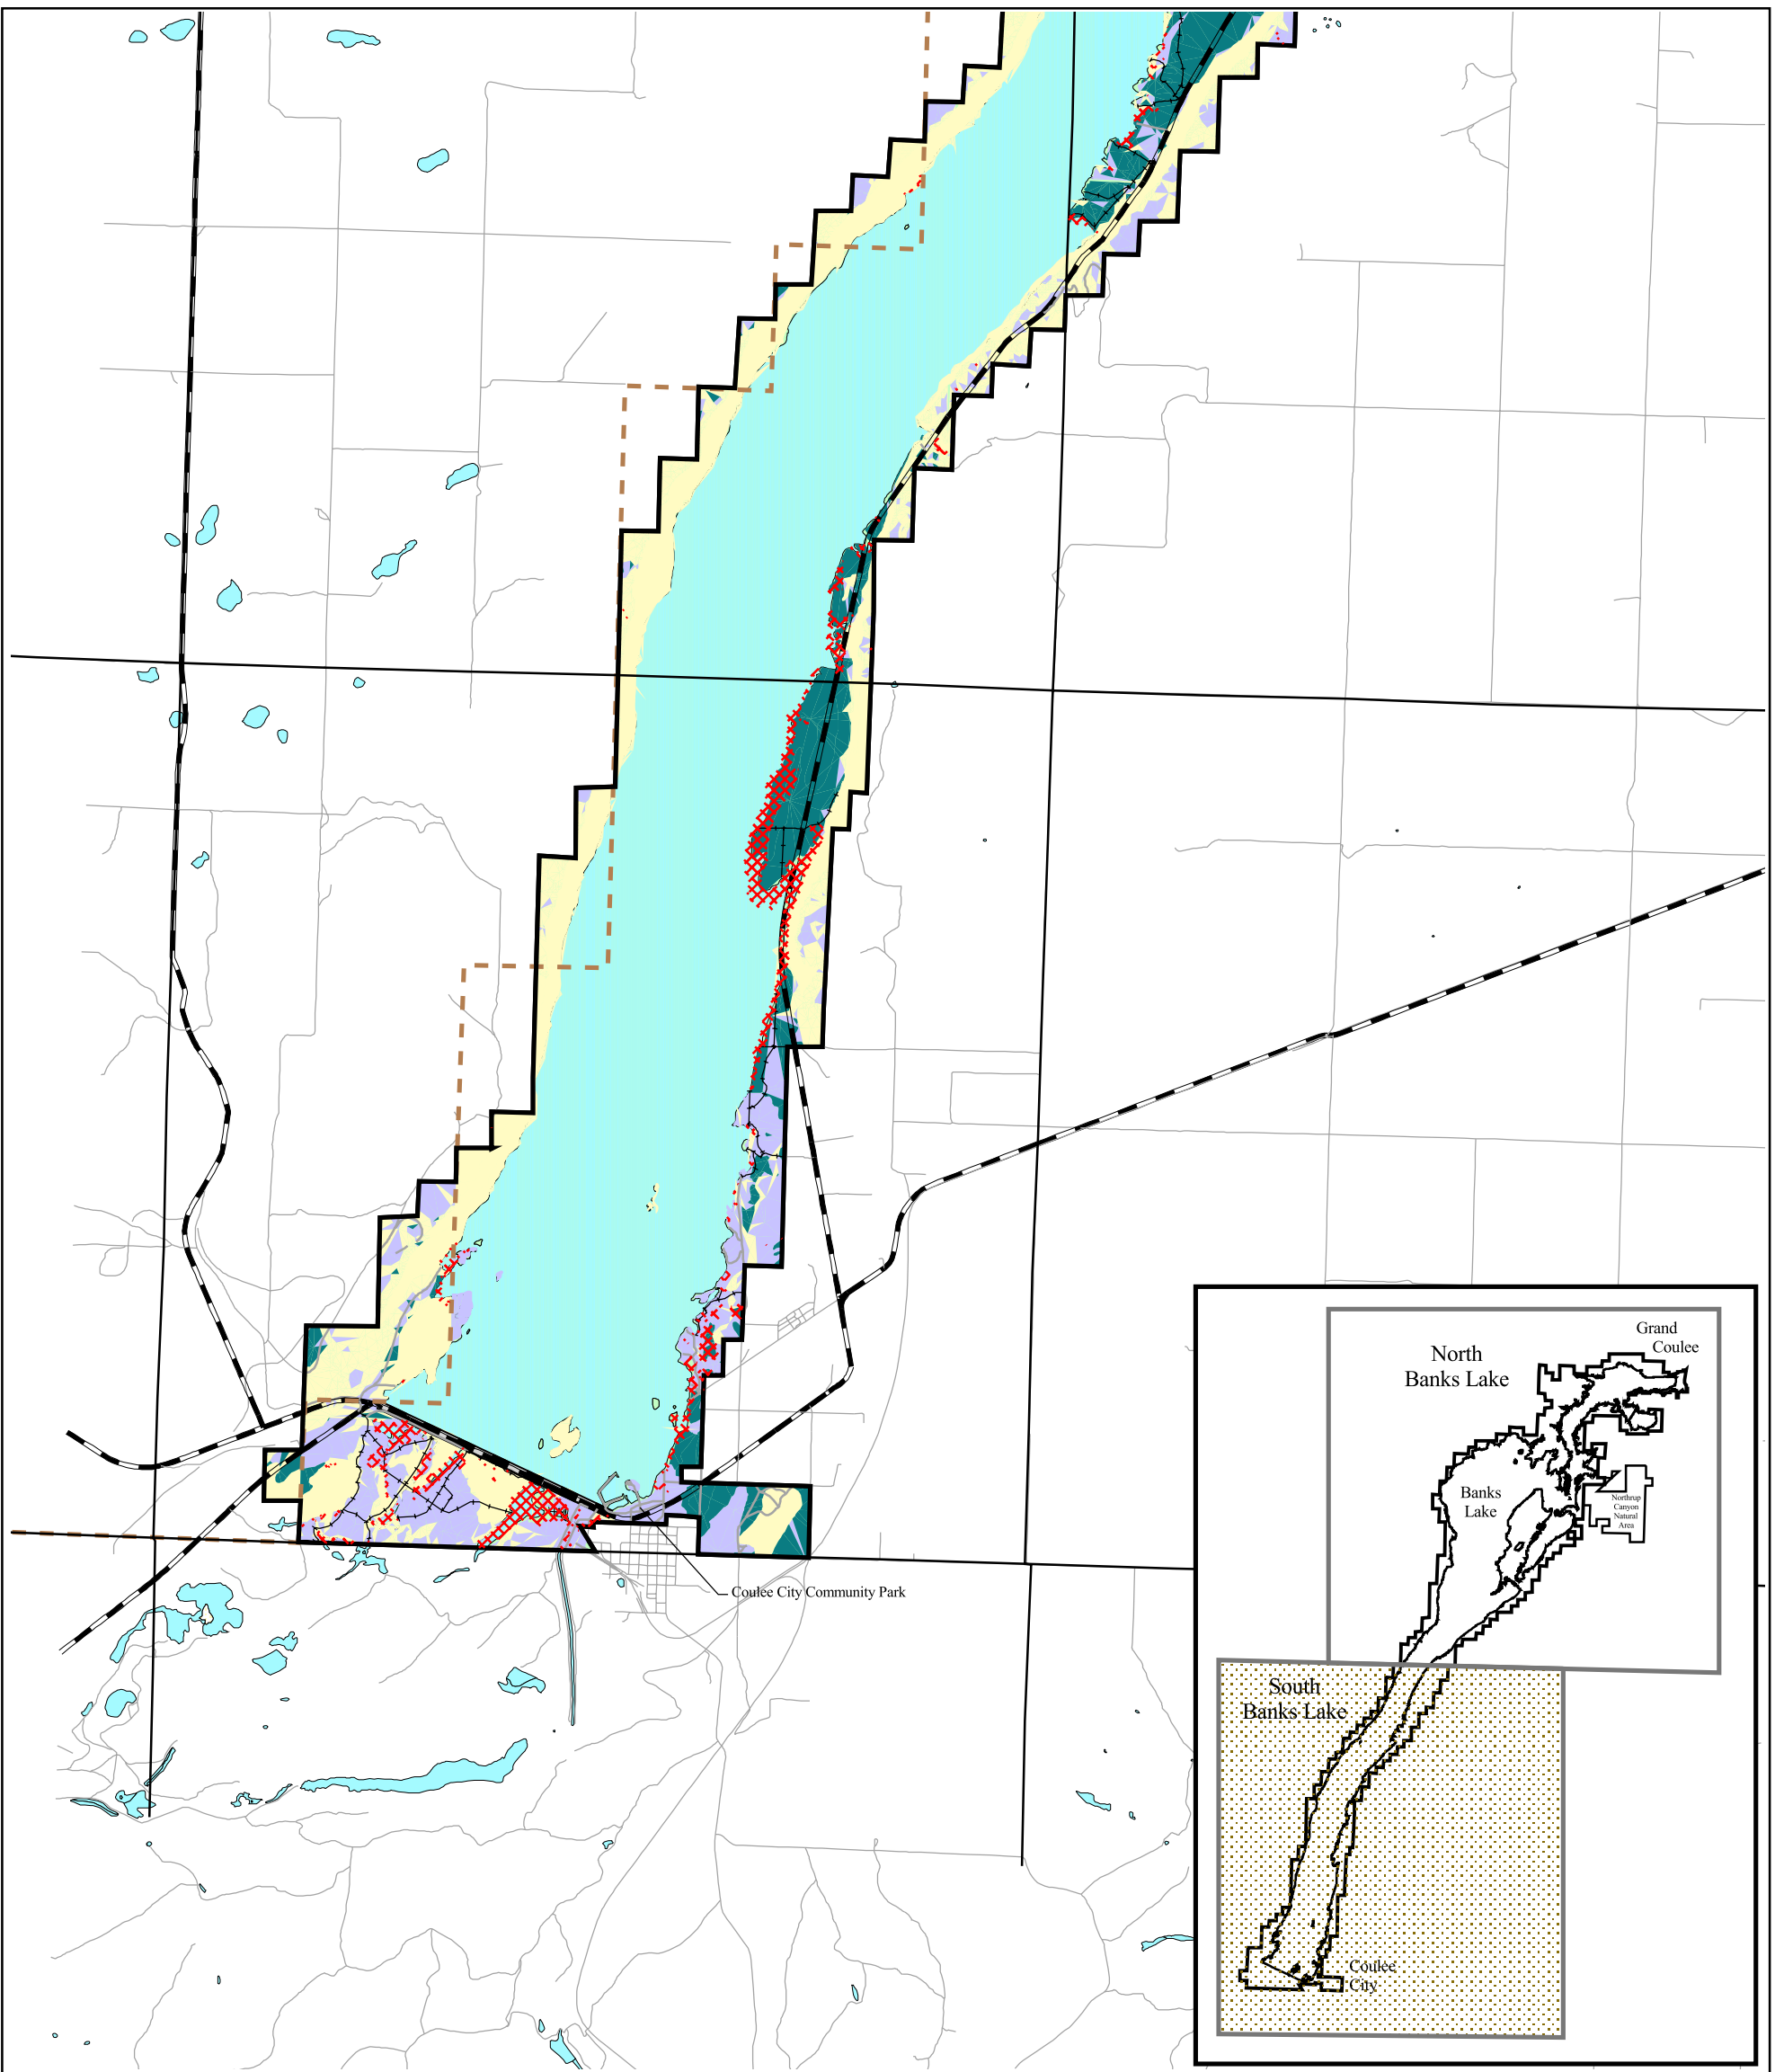 Coulee City Community Park
Grand
Coulee
North
Banks Lake
Banks
Lake
Northrup
Canyon
Natural
Area
South
Banks Lake
Coulee
City